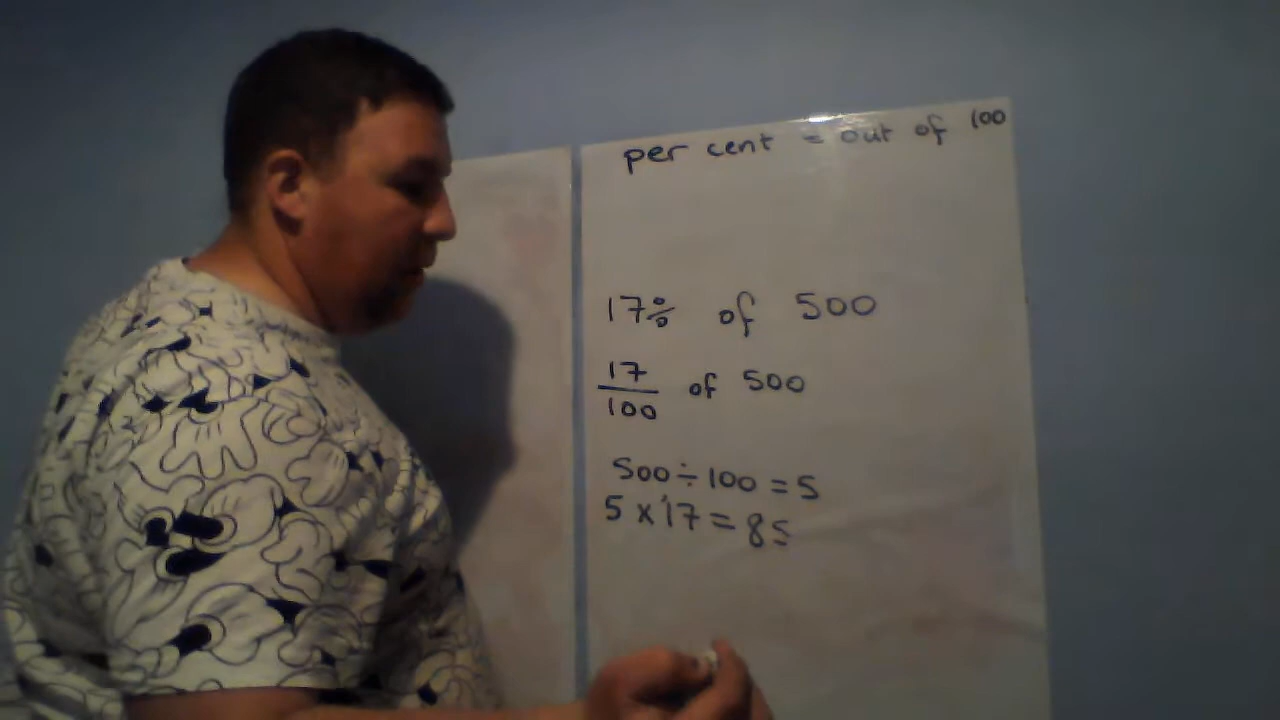 per cent = out of 100
17% of 500
17/100 of 500
500÷100=5
5×17=85